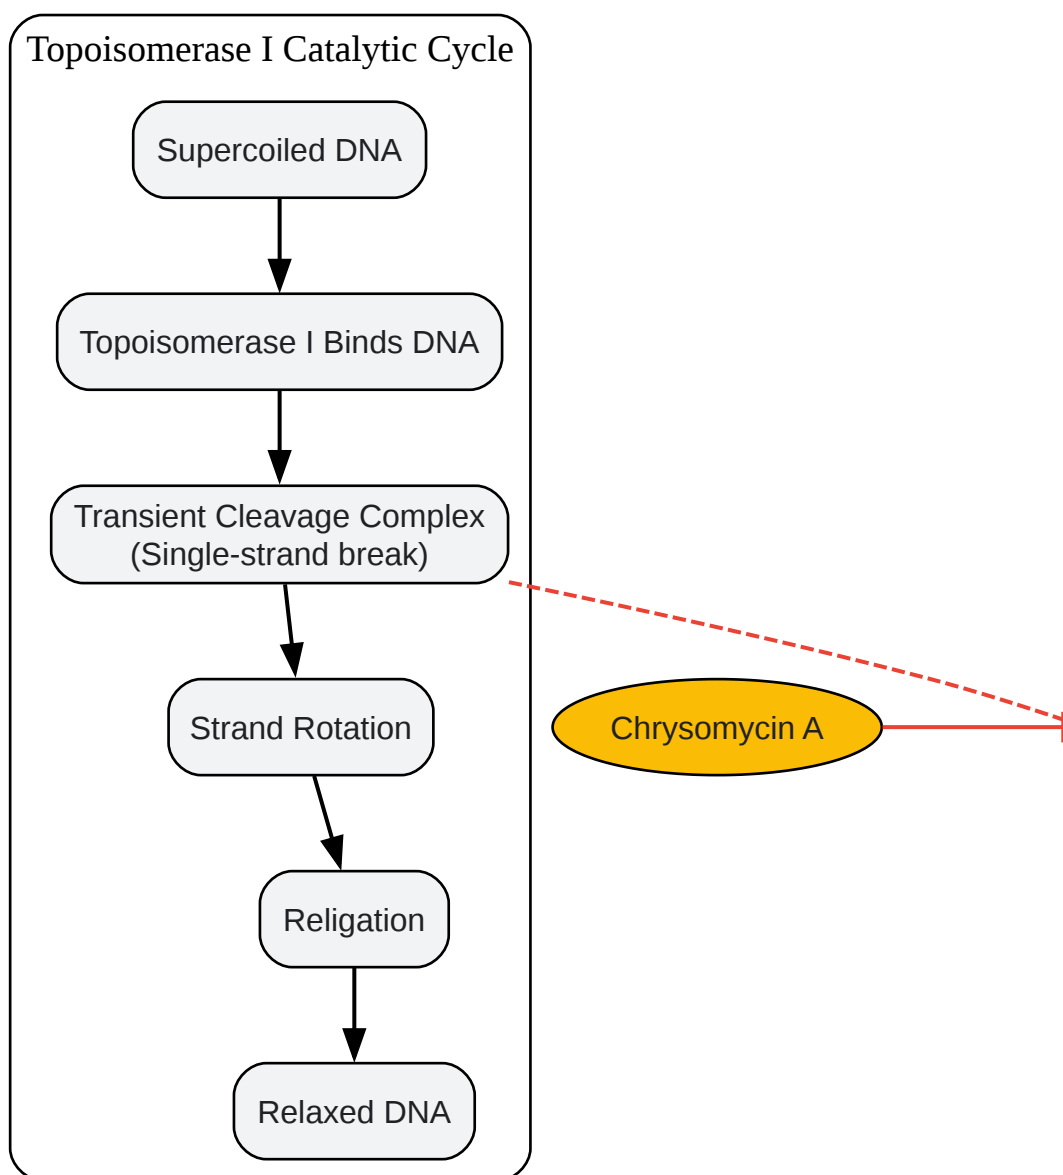 Topoisomerase I Catalytic Cycle
Supercoiled DNA
Topoisomerase I Binds DNA
Transient Cleavage Complex
(Single-strand break)
Strand Rotation
Chrysomycin A
Religation
Relaxed DNA